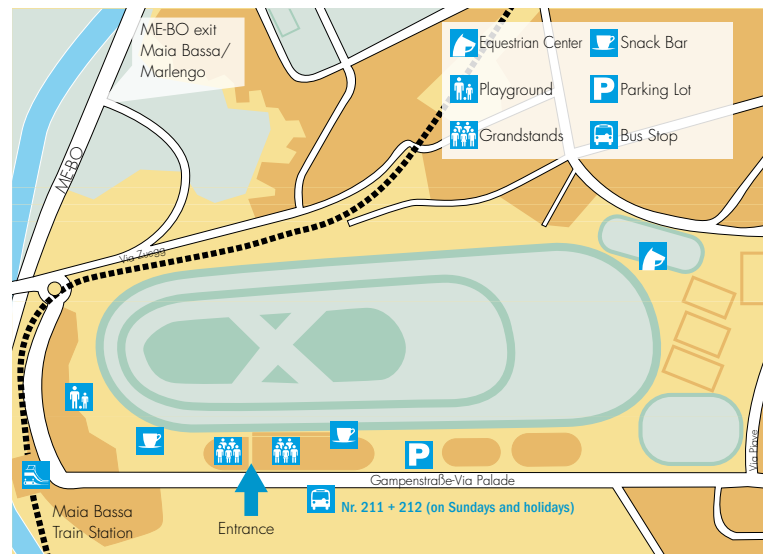 ME-BO exit
Maia Bassa/
Marlengo
Equestrian Center
Snack Bar
Playground
P
Parking Lot
Grandstands
Bus Stop
ME-BO
Via Zuegg
P
Gampenstraße-Via Palade
Via Piave
Nr. 211 + 212 (on Sundays and holidays)
Maia Bassa
Train Station
Entrance